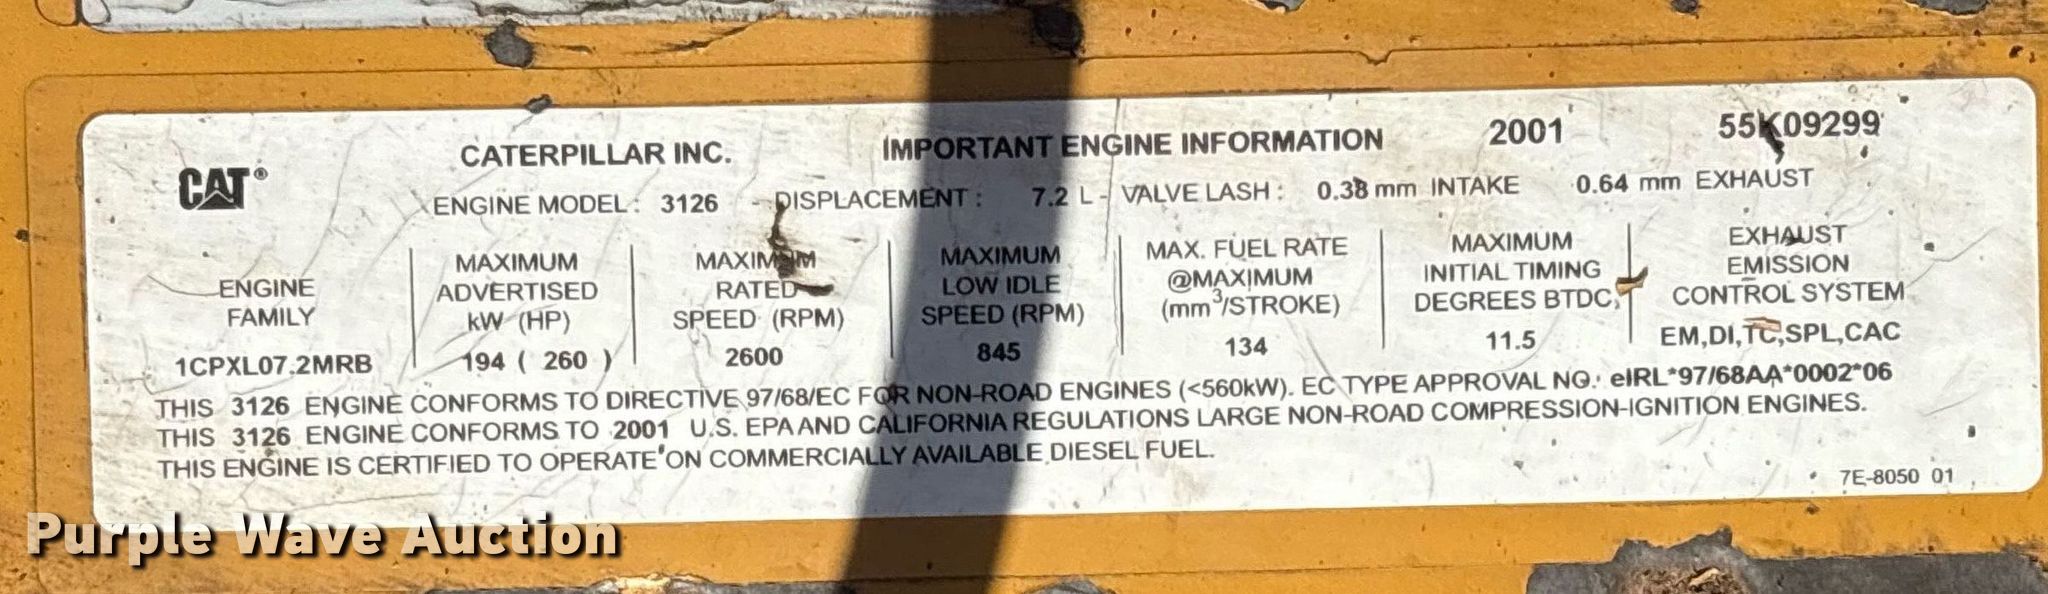 CATERPILLAR INC. IMPORTANT ENGINE INFORMATION 2001 55K09299
CAT®
ENGINE MODEL: 3126 - DISPLACEMENT: 7.2 L - VALVE LASH: 0.38 mm INTAKE 0.64 mm EXHAUST
ENGINE FAMILY
1CPXL07.2MRB
MAXIMUM
ADVERTISED
kW (HP)
194 ( 260 )
MAXIMUM
RATED
SPEED (RPM)
2600
MAXIMUM
LOW IDLE
SPEED (RPM)
845
MAX. FUEL RATE
@MAXIMUM
(mm³/STROKE)
134
MAXIMUM
INITIAL TIMING
DEGREES BTDC
11.5
EXHAUST
EMISSION
CONTROL SYSTEM
EM,DI,TC,SPL,CAC
THIS 3126 ENGINE CONFORMS TO DIRECTIVE 97/68/EC FOR NON-ROAD ENGINES (<560kW). EC TYPE APPROVAL NO.: eIRL*97/68AA*0002*06
THIS 3126 ENGINE CONFORMS TO 2001 U.S. EPA AND CALIFORNIA REGULATIONS LARGE NON-ROAD COMPRESSION-IGNITION ENGINES.
THIS ENGINE IS CERTIFIED TO OPERATE ON COMMERCIALLY AVAILABLE DIESEL FUEL.
7E-8050 01
Purple Wave Auction